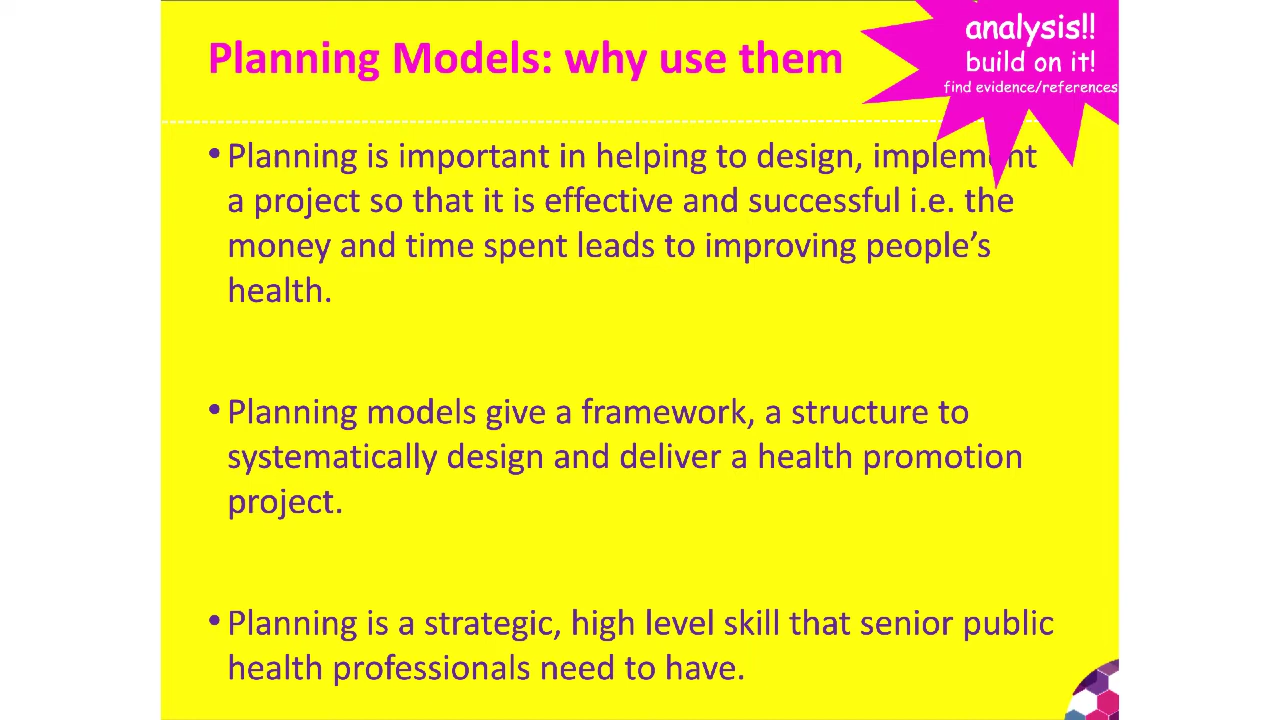 Planning Models: why use them
analysis!!
build on it!
find evidence/references
• Planning is important in helping to design, implement
a project so that it is effective and successful i.e. the
money and time spent leads to improving people’s
health.
• Planning models give a framework, a structure to
systematically design and deliver a health promotion
project.
• Planning is a strategic, high level skill that senior public
health professionals need to have.